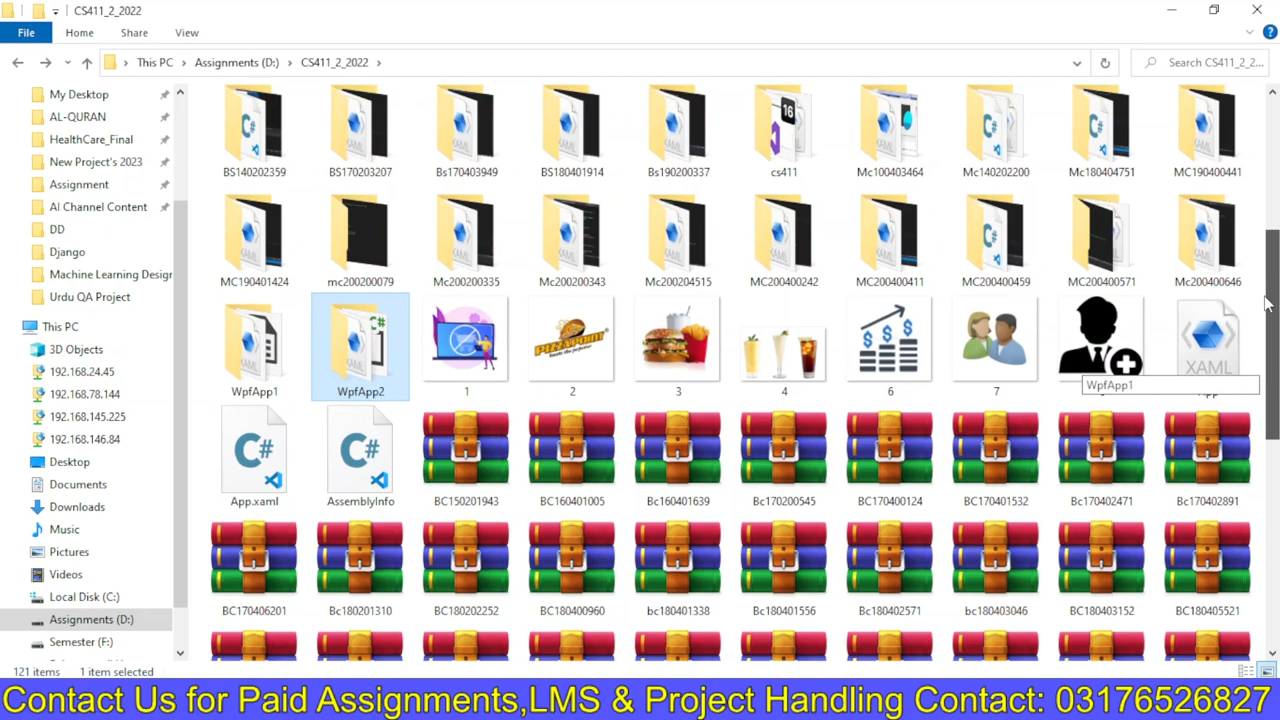 CS411_2_2022
File Home Share View
This PC Assignments (D:) CS411_2_2022
Search CS411_2_2...
My Desktop
AL-QURAN
HealthCare_Final
New Project's 2023
Assignment
AI Channel Content
DD
Django
Machine Learning Design
Urdu QA Project
This PC
3D Objects
192.168.24.45
192.168.78.144
192.168.145.225
192.168.146.84
Desktop
Documents
Downloads
Music
Pictures
Videos
Local Disk (C:)
Assignments (D:)
Semester (F:)
BS140202359 BS170203207 Bs170403949 BS180401914 Bs190200337 cs411 Mc100403464 Mc140202200 Mc180404751 MC190400441
MC190401424 mc200200079 Mc200200335 Mc200200343 Mc200204515 MC200400242 MC200400411 MC200400459 MC200400571 Mc200400646
WpfApp1 WpfApp2 1 2 3 4 6 7
WpfApp1
App.xaml AssemblyInfo BC150201943 BC160401005 Bc160401639 Bc170200545 BC170400124 BC170401532 Bc170402471 Bc170402891
BC170406201 Bc180201310 BC180202252 BC180400960 bc180401338 Bc180401556 Bc180402571 bc180403046 BC180403152 BC180405521
121 items 1 item selected
Contact Us for Paid Assignments,LMS & Project Handling Contact: 03176526827